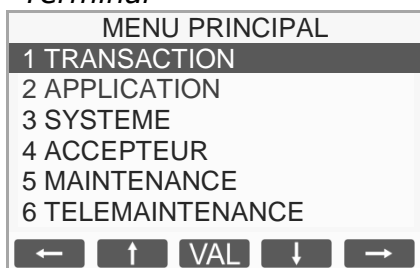 Terminal
MENU PRINCIPAL
1 TRANSACTION
2 APPLICATION
3 SYSTEME
4 ACCEPTEUR
5 MAINTENANCE
6 TELEMAINTENANCE
← ↑ VAL ↓ →